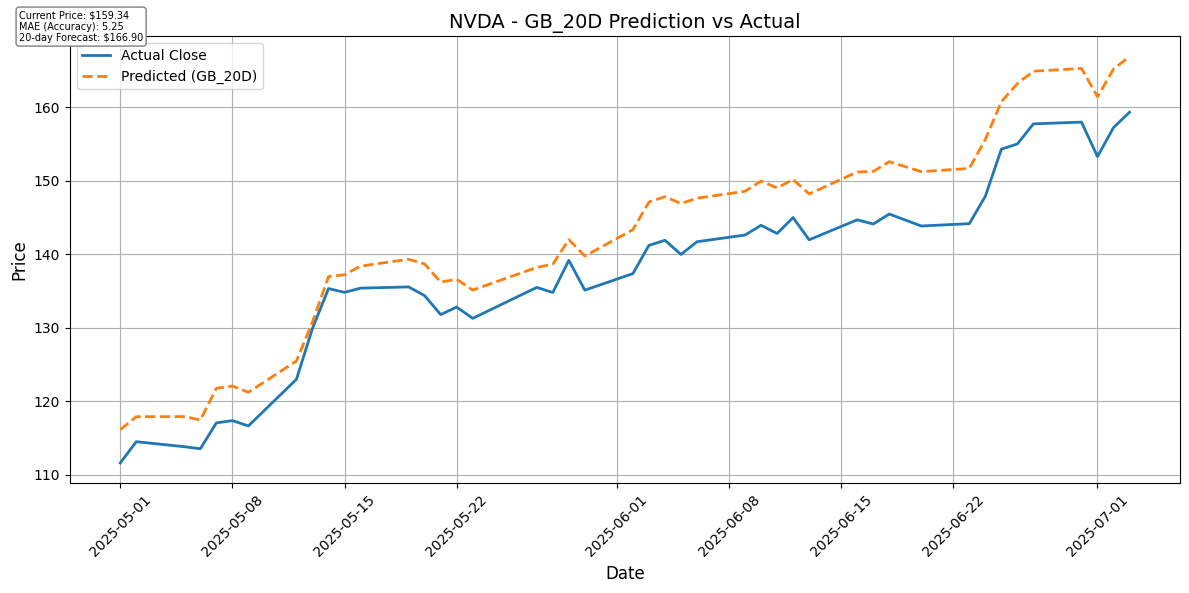 Current Price: $159.34
MAE (Accuracy): 5.25
20-day Forecast: $166.90
NVDA - GB_20D Prediction vs Actual
Actual Close
Predicted (GB_20D)
Price
160
150
140
130
120
110
2025-05-01
2025-05-08
2025-05-15
2025-05-22
2025-06-01
2025-06-08
2025-06-15
2025-06-22
2025-07-01
Date